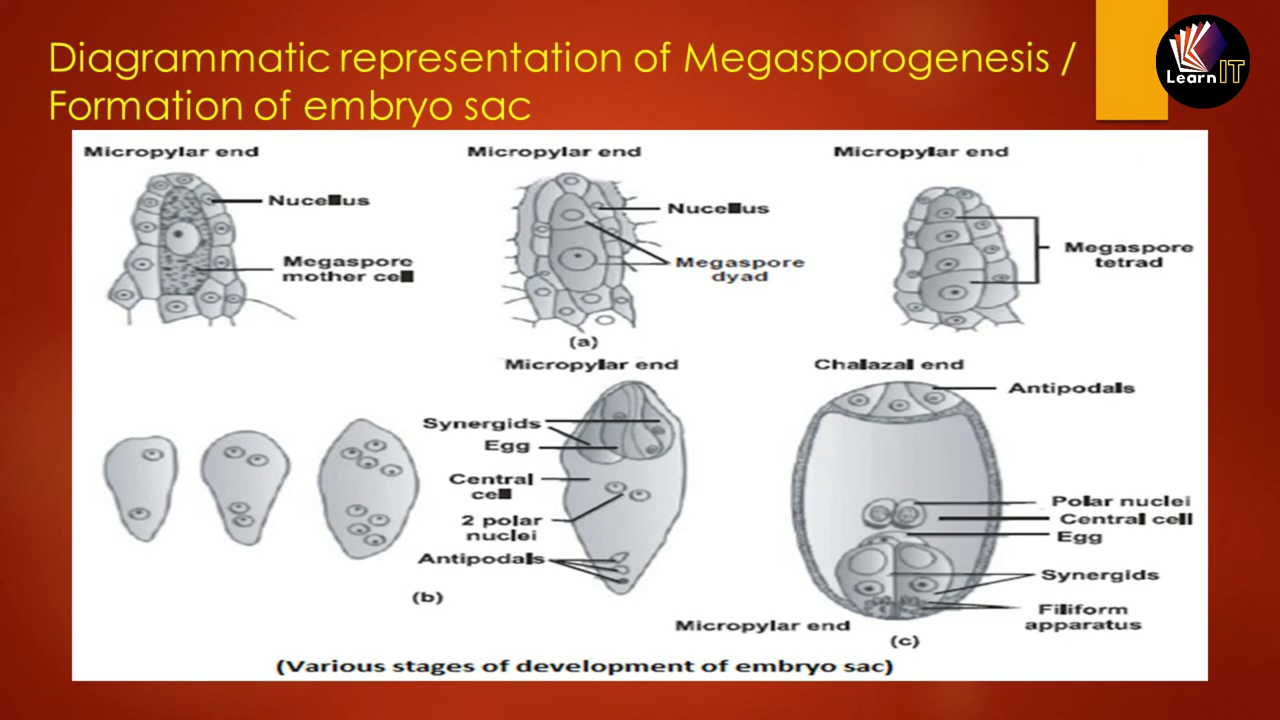 Diagrammatic representation of Megasporogenesis /
Formation of embryo sac
Learn IT
Micropylar end
Nucellus
Megaspore
mother cell
Micropylar end
Nucellus
Megaspore
dyad
(a)
Micropylar end
Megaspore
tetrad
Micropylar end
Synergids
Egg
Central
cell
2 polar
nuclei
Antipodals
(b)
Chalazal end
Antipodals
Polar nuclei
Central cell
Egg
Synergids
Filiform
apparatus
Micropylar end
(c)
(Various stages of development of embryo sac)